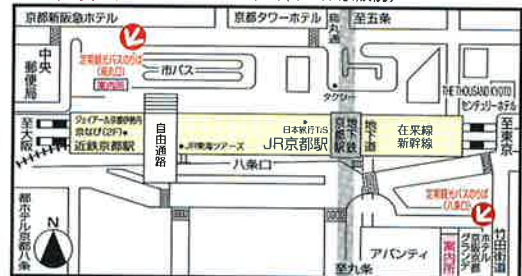 京都新阪急ホテル
京都タワーホテル
烏丸通
至五条
中央郵便局
定期観光バスのりば
(烏丸口)
案内所
市バス
タクシー
THE THOUSAND KYOTO
センチュリーホテル
至大阪
ジェイアール京都伊勢丹
京なび(2F)
近鉄京都駅
自由通路
JR東海ツアーズ
日本旅行TiS
JR京都駅
地下鉄京都駅
地下道
在来線
新幹線
至東京
八条口
都ホテル京都八条
N
定期観光バスのりば
(八条口)
アバンティ
案内所
ホテル京阪京都グランデ
竹田街道
至九条